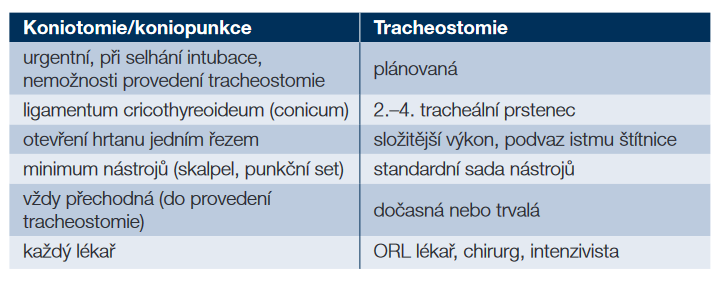 Koniotomie/koniopunkce Tracheostomie
urgentní, při selhání intubace,
nemožnosti provedení tracheostomie
plánovaná
ligamentum cricothyreoideum (conicum) 2.–4. tracheální prstenec
otevření hrtanu jedním řezem složitější výkon, podvaz istmu štítnice
minimum nástrojů (skalpel, punkční set) standardní sada nástrojů
vždy přechodná (do provedení
tracheostomie)
dočasná nebo trvalá
každý lékař ORL lékař, chirurg, intenzivista